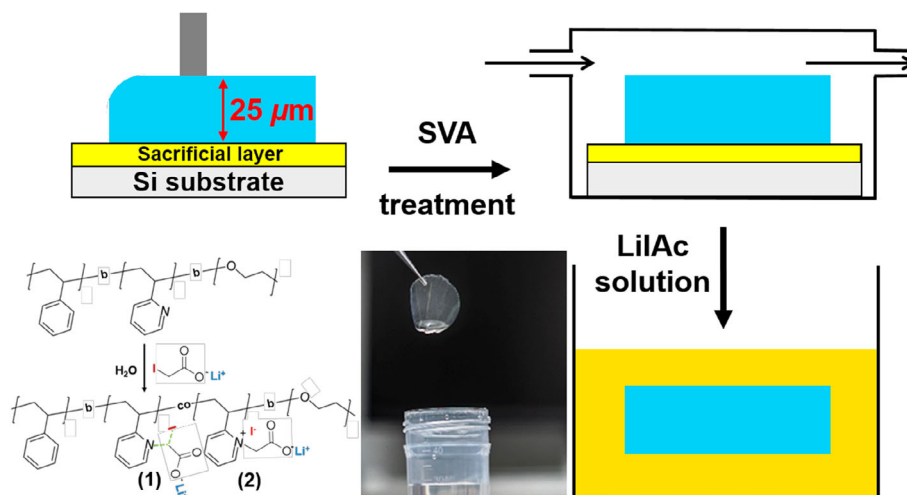 25 µm
Sacrificial layer
Si substrate
SVA
treatment
LiIAc
solution
b
b
O
N
H₂O
I
O
O⁻Li⁺
b
co
b
O
N
I
O
O⁻
Li⁺
N⁺
I⁻
O
O⁻
Li⁺
(1)
(2)